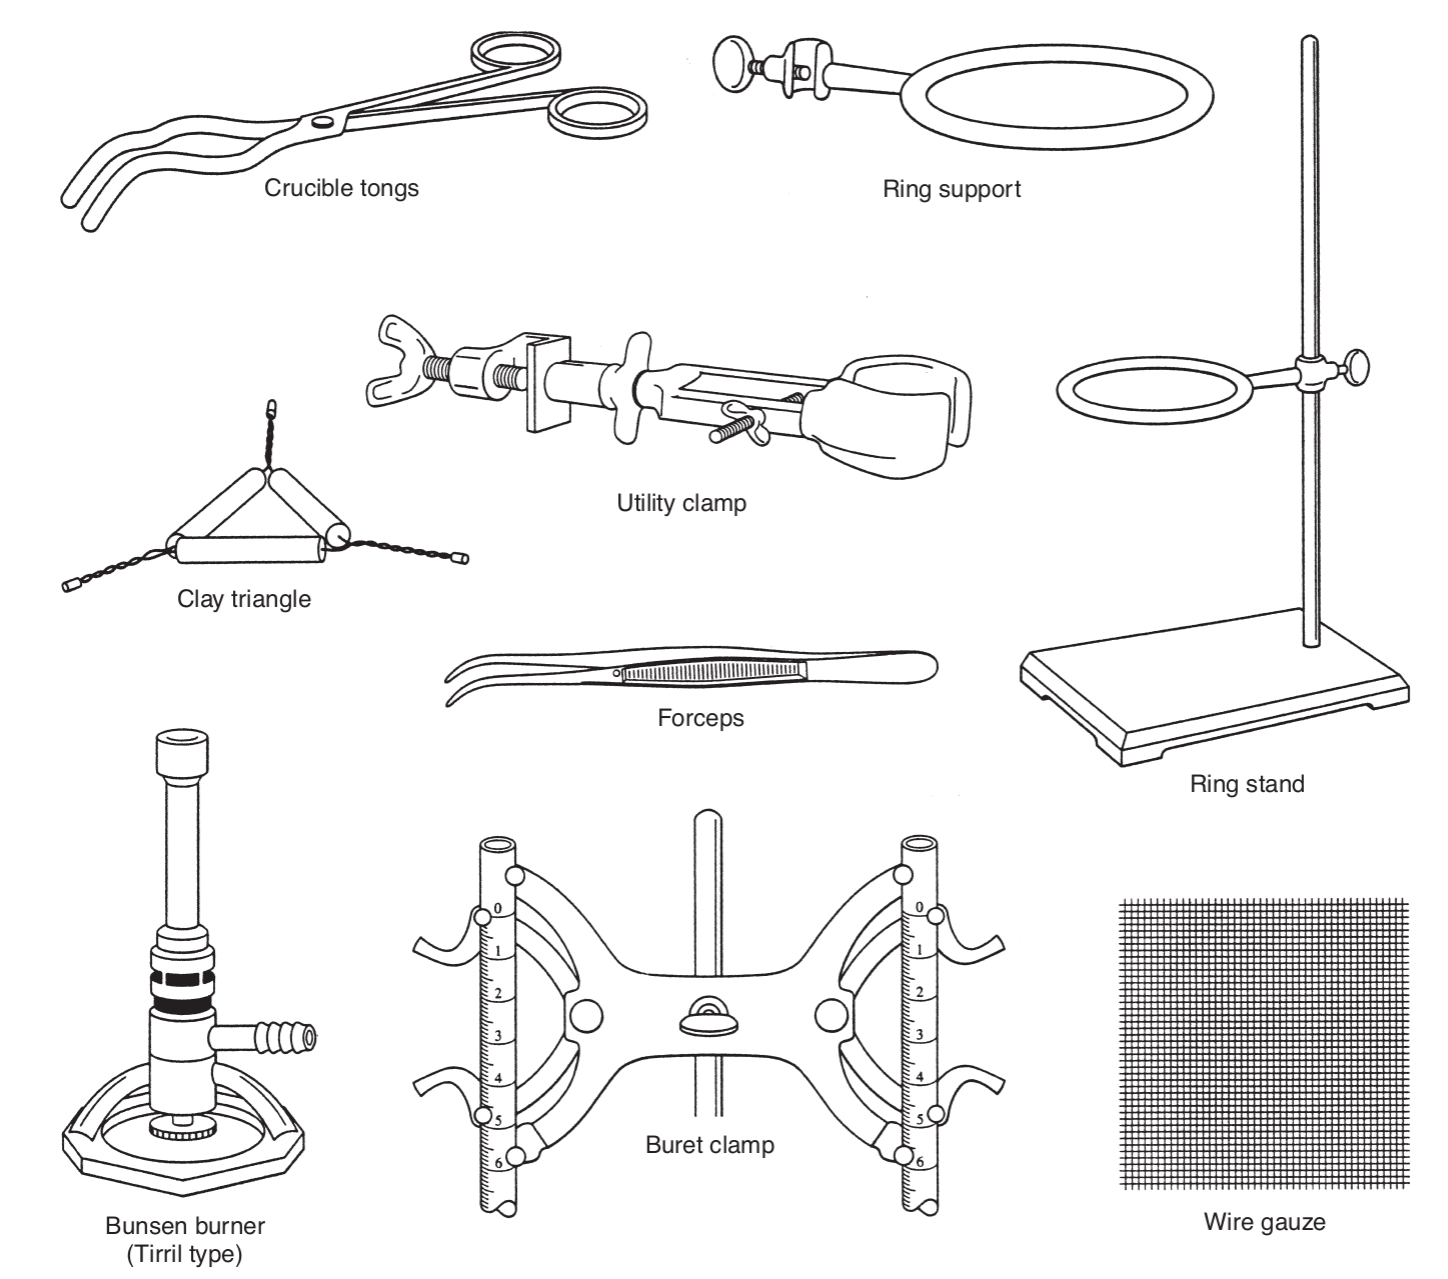 Crucible tongs
Ring support
Utility clamp
Clay triangle
Forceps
Ring stand
0
1
2
3
4
5
6
0
1
2
3
4
5
6
Buret clamp
Bunsen burner
(Tirril type)
Wire gauze